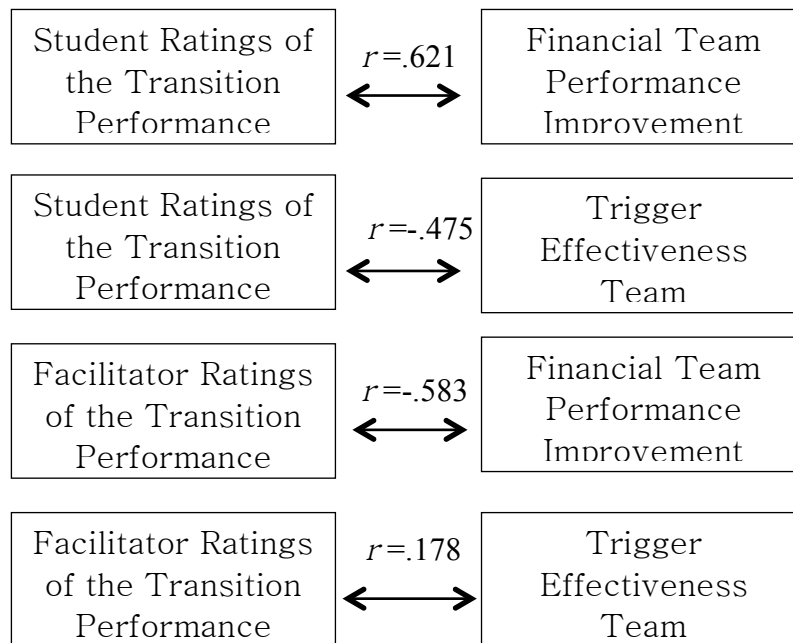 Student Ratings of
the Transition
Performance
r=.621
Financial Team
Performance
Improvement
Student Ratings of
the Transition
Performance
r=-.475
Trigger
Effectiveness
Team
Facilitator Ratings
of the Transition
Performance
r=-.583
Financial Team
Performance
Improvement
Facilitator Ratings
of the Transition
Performance
r=.178
Trigger
Effectiveness
Team